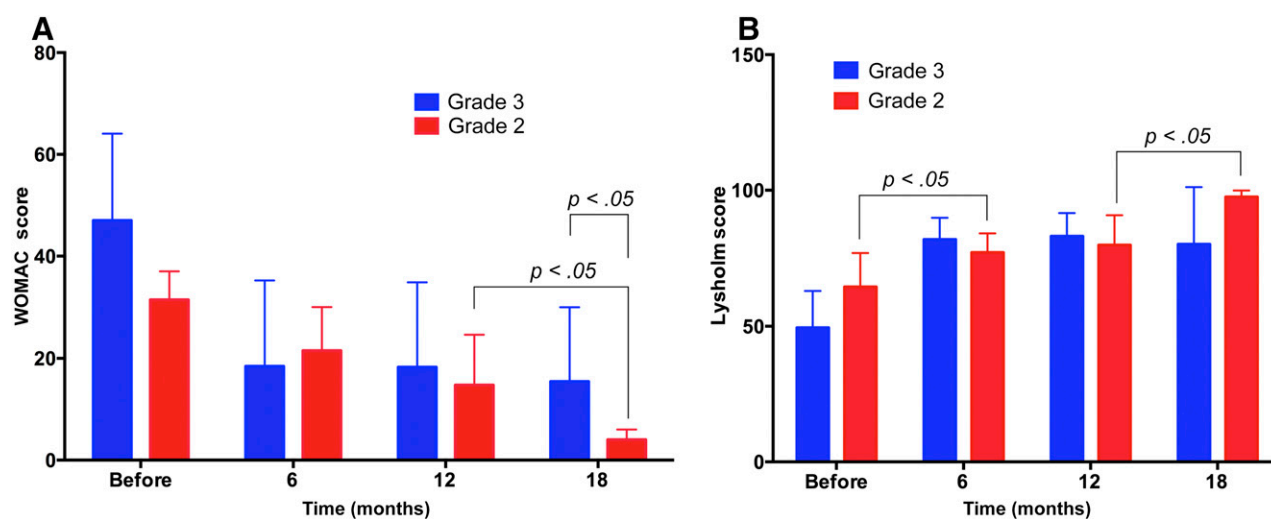 A
80
60
40
20
0
WOMAC score
Grade 3
Grade 2
p < .05
p < .05
Before
6
12
18
Time (months)
B
150
100
50
0
Lysholm score
Grade 3
Grade 2
p < .05
p < .05
Before
6
12
18
Time (months)